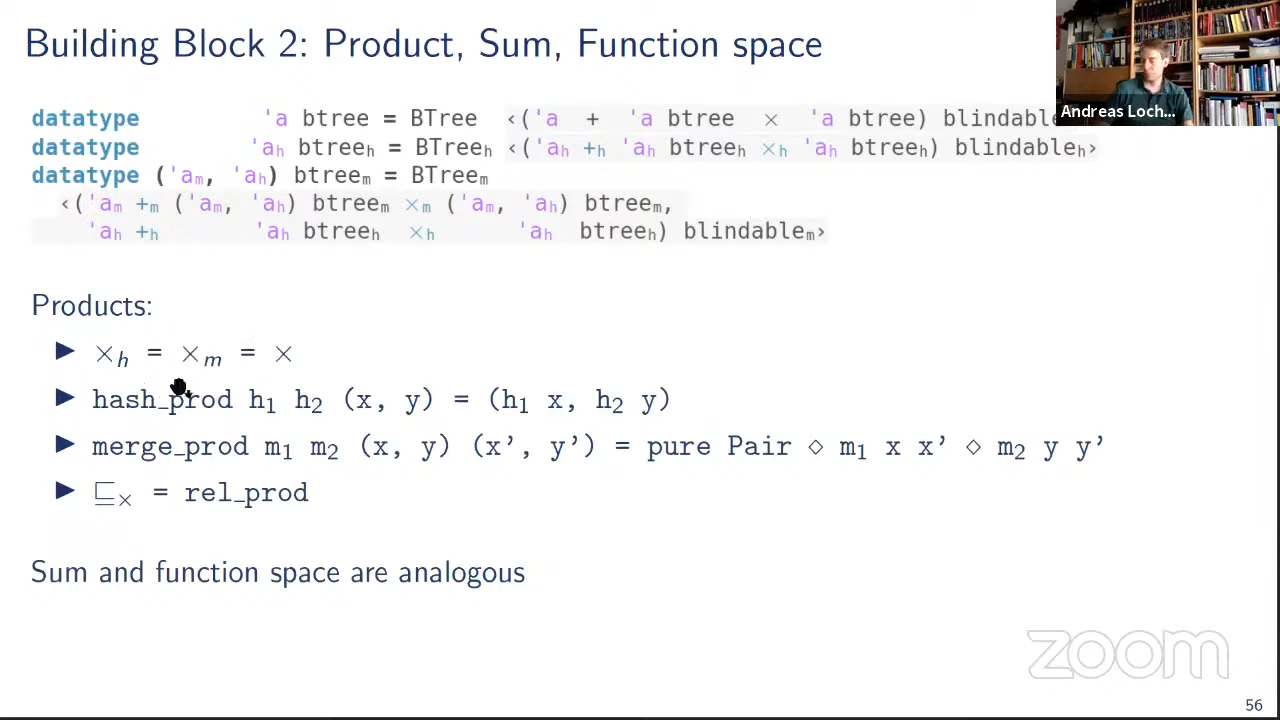 Building Block 2: Product, Sum, Function space
Andreas Loch...
datatype 'a btree = BTree ‹('a + 'a btree × 'a btree) blindable
datatype 'aₕ btreeₕ = BTreeₕ ‹('aₕ +ₕ 'aₕ btreeₕ ×ₕ 'aₕ btreeₕ) blindableₕ›
datatype ('aₘ, 'aₕ) btreeₘ = BTreeₘ
‹('aₘ +ₘ ('aₘ, 'aₕ) btreeₘ ×ₘ ('aₘ, 'aₕ) btreeₘ,
'aₕ +ₕ 'aₕ btreeₕ ×ₕ 'aₕ btreeₕ) blindableₘ›
Products:
▶ ×ₕ = ×ₘ = ×
▶ hash_prod h₁ h₂ (x, y) = (h₁ x, h₂ y)
▶ merge_prod m₁ m₂ (x, y) (x’, y’) = pure Pair ⋄ m₁ x x’ ⋄ m₂ y y’
▶ ⊑× = rel_prod
Sum and function space are analogous
zoom
56